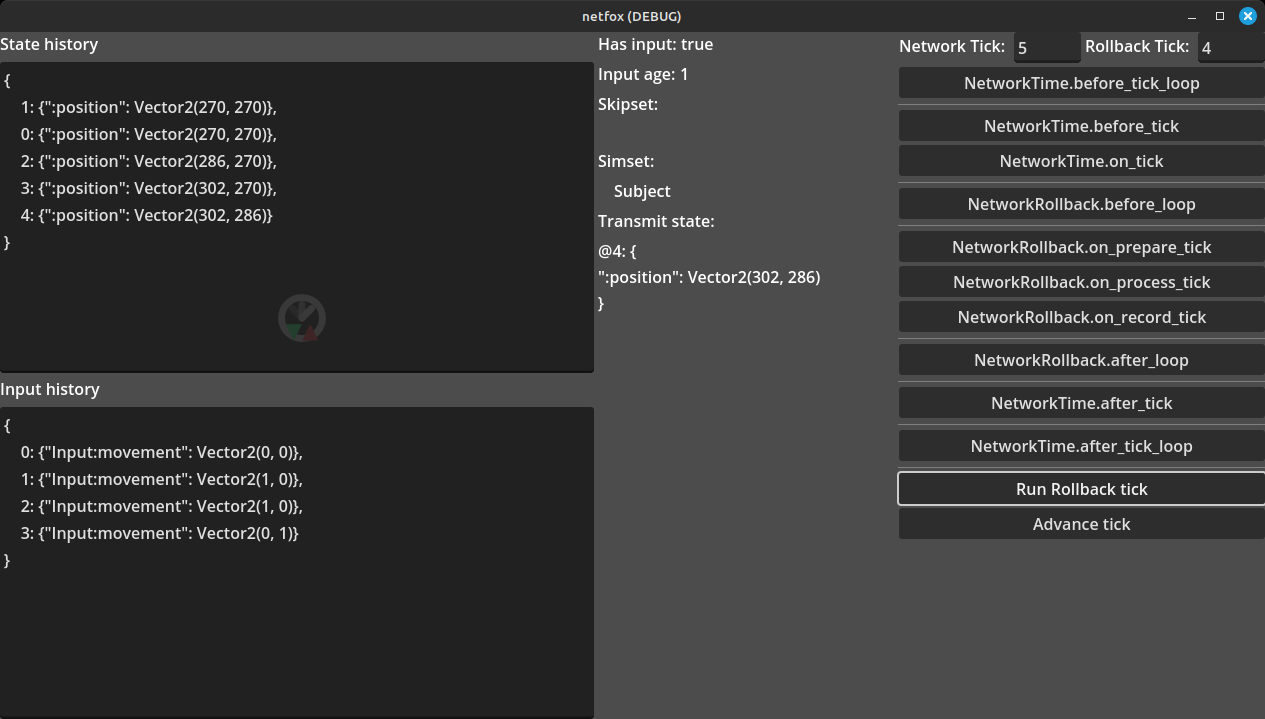 netfox (DEBUG)
State history
{
1: {":position": Vector2(270, 270)},
0: {":position": Vector2(270, 270)},
2: {":position": Vector2(286, 270)},
3: {":position": Vector2(302, 270)},
4: {":position": Vector2(302, 286)}
}
Input history
{
0: {"Input:movement": Vector2(0, 0)},
1: {"Input:movement": Vector2(1, 0)},
2: {"Input:movement": Vector2(1, 0)},
3: {"Input:movement": Vector2(0, 1)}
}
Has input: true
Input age: 1
Skipset:
Simset:
Subject
Transmit state:
@4: {
":position": Vector2(302, 286)
}
Network Tick: 5 Rollback Tick: 4
NetworkTime.before_tick_loop
NetworkTime.before_tick
NetworkTime.on_tick
NetworkRollback.before_loop
NetworkRollback.on_prepare_tick
NetworkRollback.on_process_tick
NetworkRollback.on_record_tick
NetworkRollback.after_loop
NetworkTime.after_tick
NetworkTime.after_tick_loop
Run Rollback tick
Advance tick